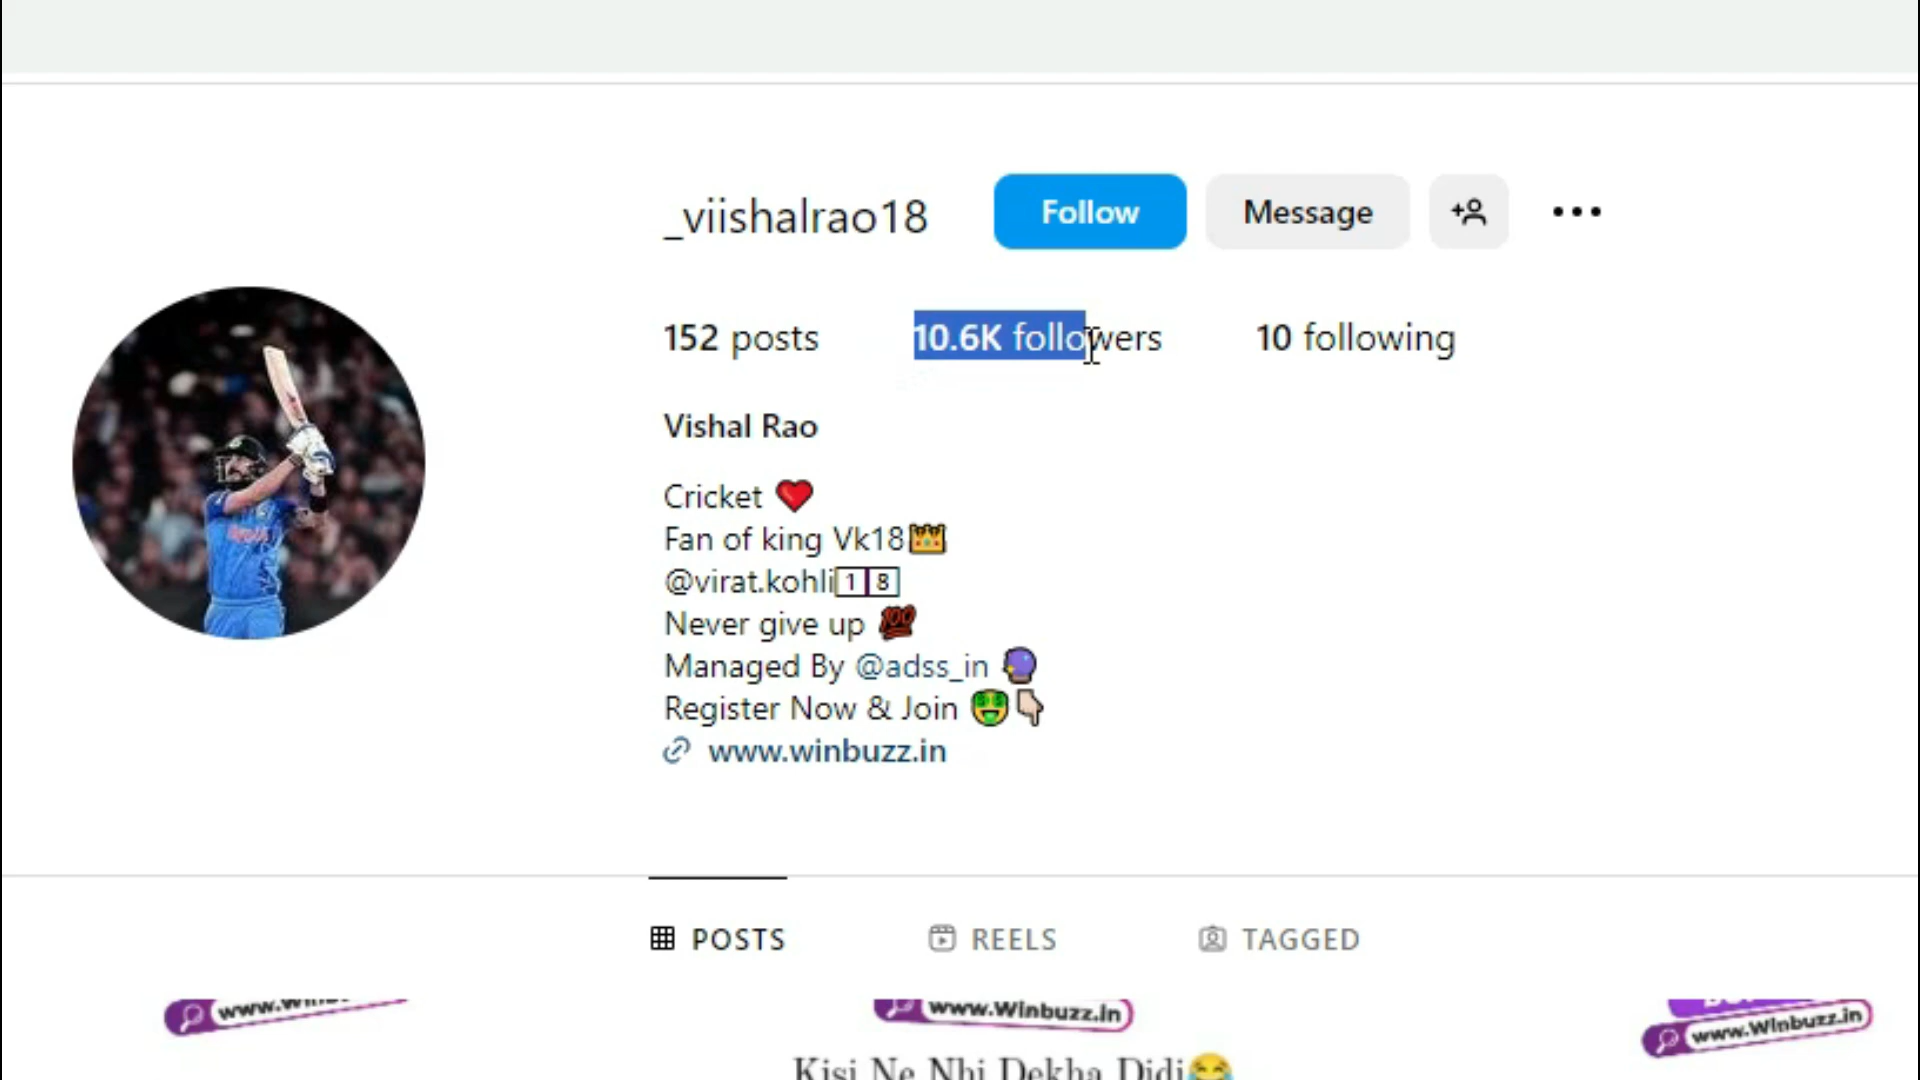 _viishalrao18
Follow
Message
152 posts
10.6K followers
10 following
Vishal Rao
Cricket ❤️
Fan of king Vk18👑
@virat.kohli1️⃣8️⃣
Never give up 💯
Managed By @adss_in 🔮
Register Now & Join 🤑👇🏻
www.winbuzz.in
POSTS
REELS
TAGGED
www.Winbuzz.in
www.Winbuzz.in
Kisi Ne Nhi Dekha Didi😂